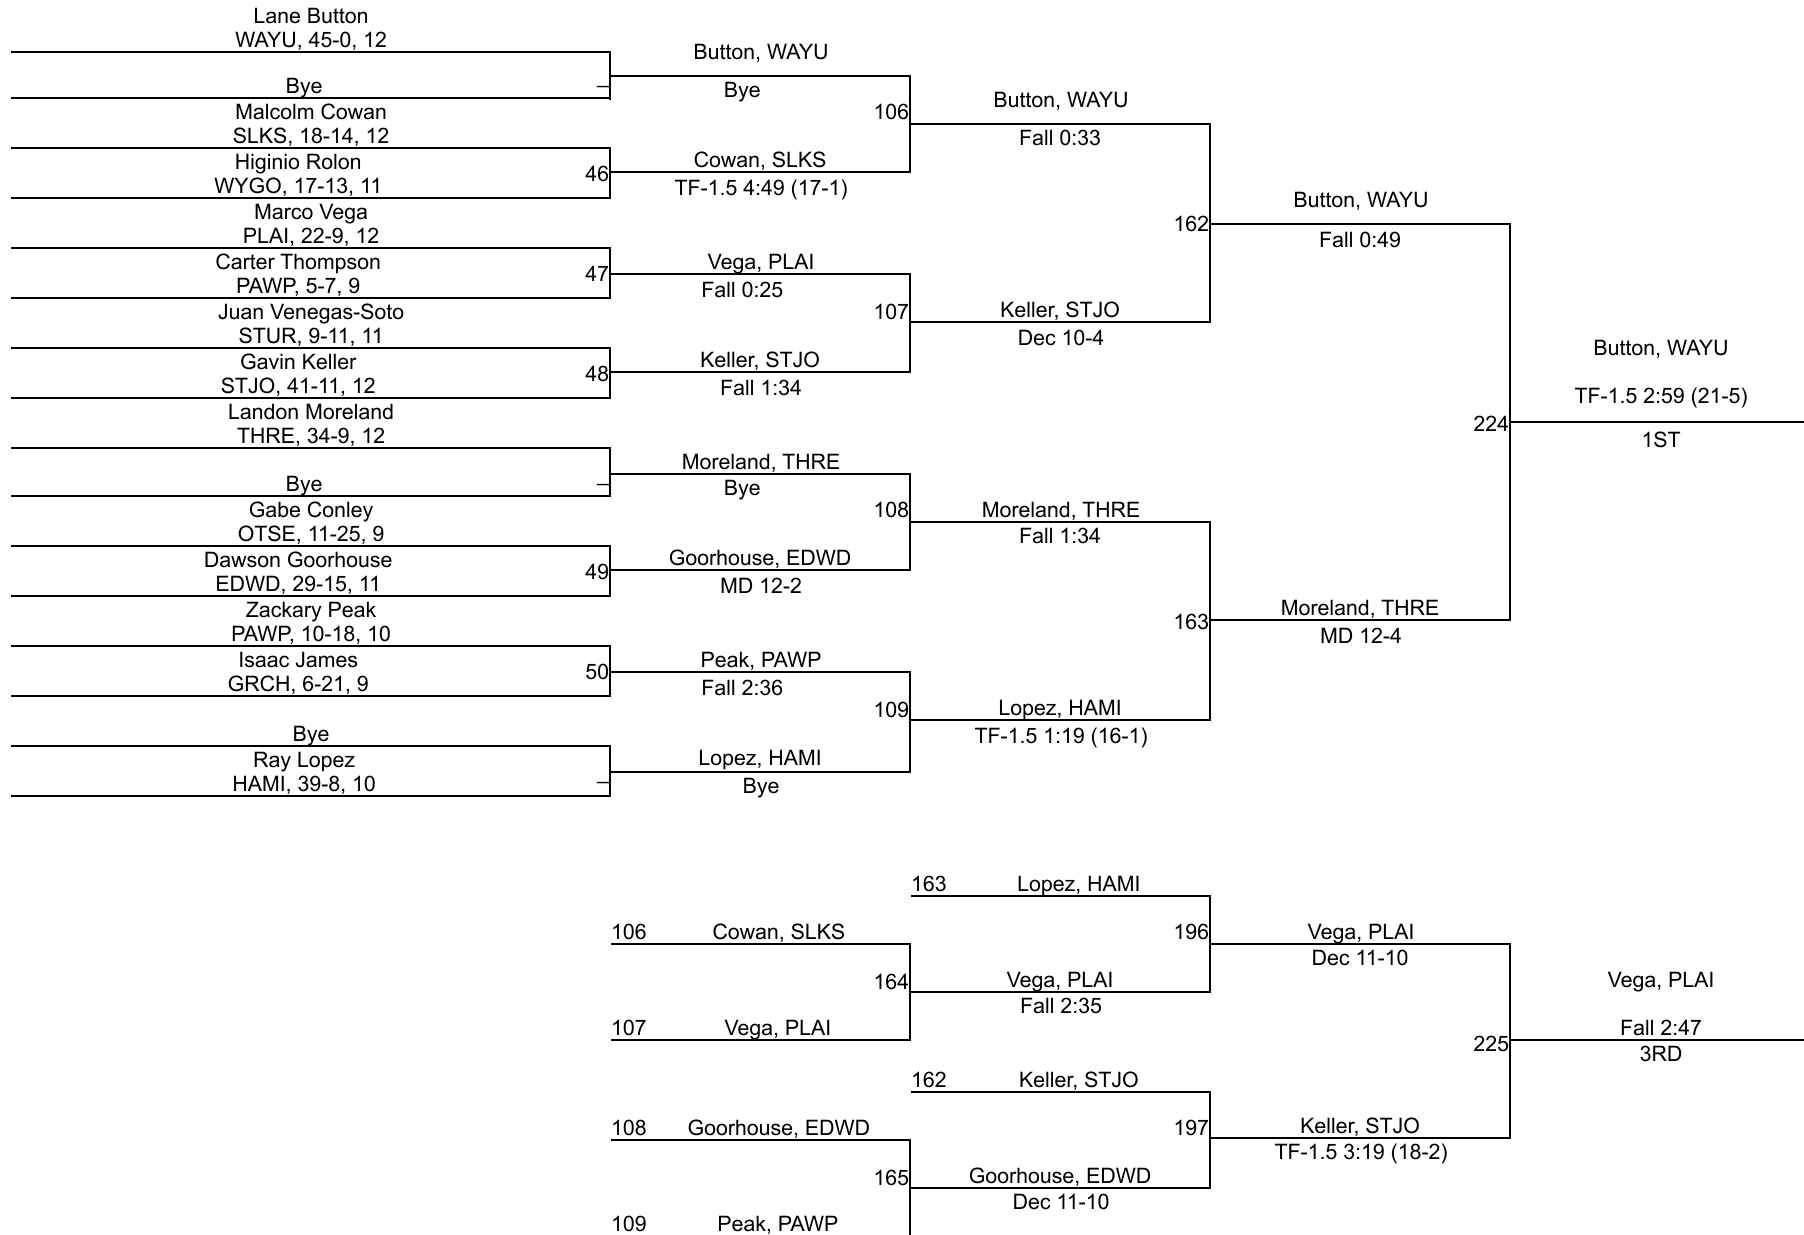 Lane Button
WAYU, 45-0, 12
Bye
Malcolm Cowan
SLKS, 18-14, 12
Higinio Rolon
WYGO, 17-13, 11
Marco Vega
PLAI, 22-9, 12
Carter Thompson
PAWP, 5-7, 9
Juan Venegas-Soto
STUR, 9-11, 11
Gavin Keller
STJO, 41-11, 12
Landon Moreland
THRE, 34-9, 12
Bye
Gabe Conley
OTSE, 11-25, 9
Dawson Goorhouse
EDWD, 29-15, 11
Zackary Peak
PAWP, 10-18, 10
Isaac James
GRCH, 6-21, 9
Bye
Ray Lopez
HAMI, 39-8, 10
–
46
47
48
–
49
50
–
Button, WAYU
Bye
Cowan, SLKS
TF-1.5 4:49 (17-1)
Vega, PLAI
Fall 0:25
Keller, STJO
Fall 1:34
Moreland, THRE
Bye
Goorhouse, EDWD
MD 12-2
Peak, PAWP
Fall 2:36
Lopez, HAMI
Bye
106
107
108
109
Button, WAYU
Fall 0:33
Keller, STJO
Dec 10-4
Moreland, THRE
Fall 1:34
Lopez, HAMI
TF-1.5 1:19 (16-1)
162
163
Button, WAYU
Fall 0:49
Moreland, THRE
MD 12-4
224
Button, WAYU
TF-1.5 2:59 (21-5)
1ST
106 Cowan, SLKS
107 Vega, PLAI
108 Goorhouse, EDWD
109 Peak, PAWP
164
165
163 Lopez, HAMI
Vega, PLAI
Fall 2:35
162 Keller, STJO
Goorhouse, EDWD
Dec 11-10
196
197
Vega, PLAI
Dec 11-10
Keller, STJO
TF-1.5 3:19 (18-2)
225
Vega, PLAI
Fall 2:47
3RD